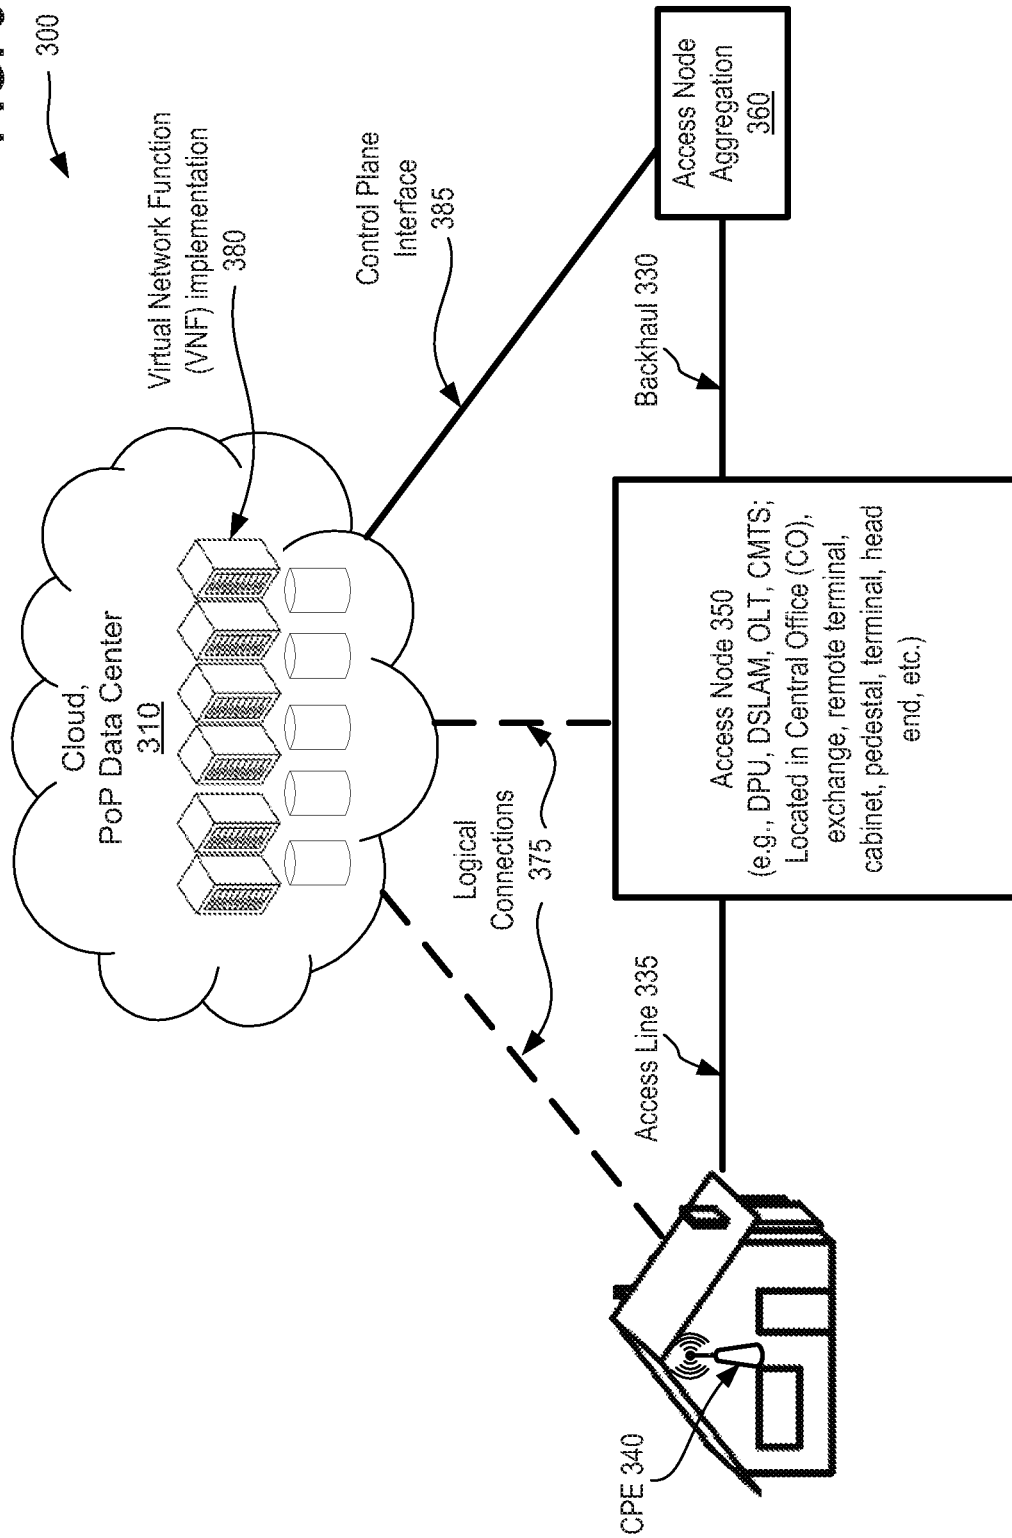 300
Cloud,
PoP Data Center
310
Virtual Network Function
(VNF) implementation
380
Control Plane
Interface
385
Logical
Connections
375
CPE 340
Access Line 335
Access Node 350
(e.g., DPU, DSLAM, OLT, CMTS;
Located in Central Office (CO),
exchange, remote terminal,
cabinet, pedestal, terminal, head
end, etc.)
Backhaul 330
Access Node
Aggregation
360